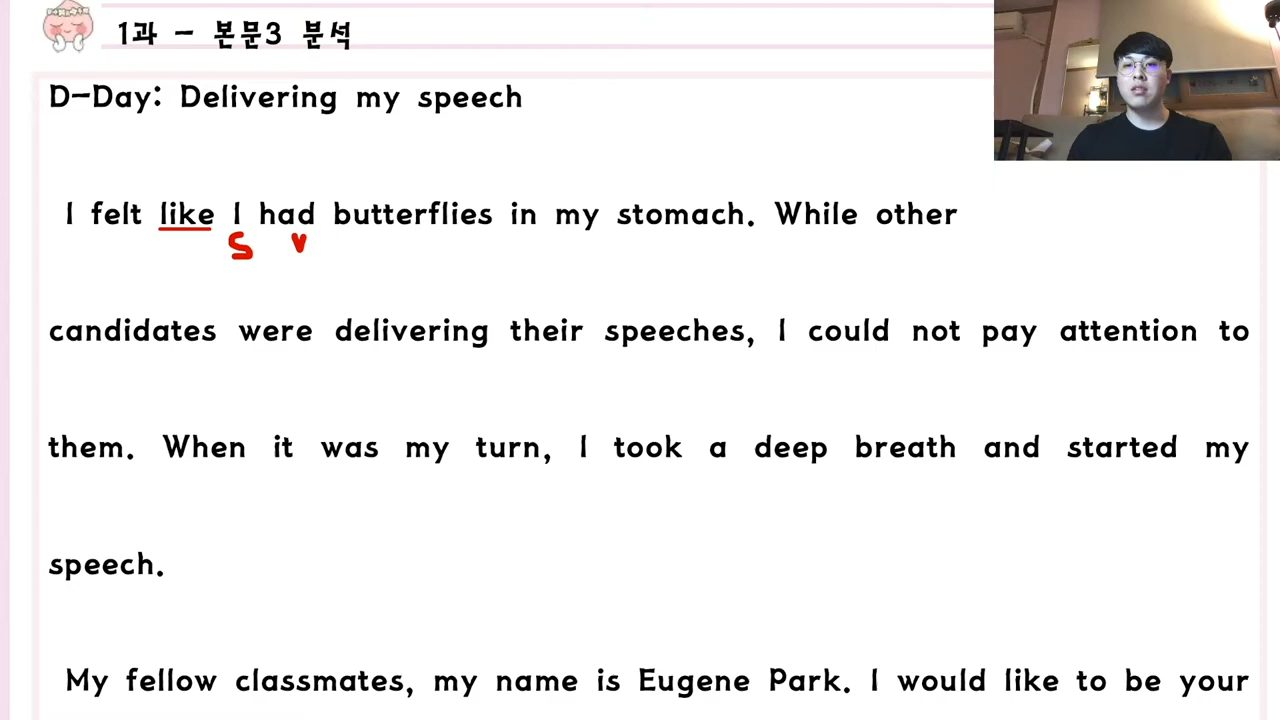 1과 - 본문3 분석
D-Day: Delivering my speech
I felt like I had butterflies in my stomach. While other
S V
candidates were delivering their speeches, I could not pay attention to
them. When it was my turn, I took a deep breath and started my
speech.
My fellow classmates, my name is Eugene Park. I would like to be your